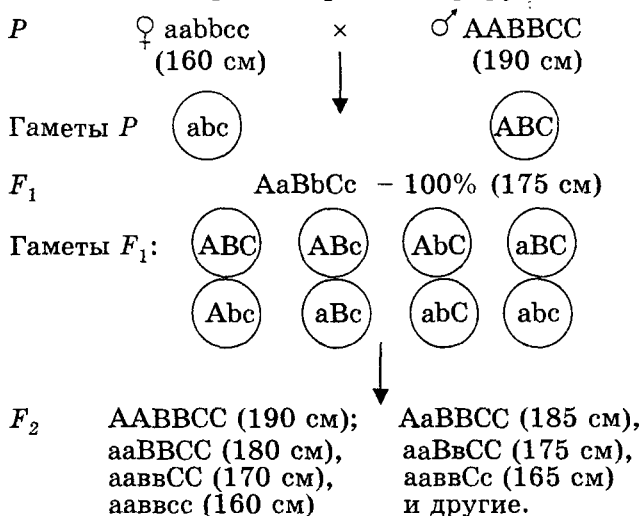 P ♀ aabbcc × ♂ AABBCC
(160 см) (190 см)
Гаметы P abc ABC
F₁ AaBbCc – 100% (175 см)
Гаметы F₁: ABC ABc AbC aBC
Abc aBc abC abc
F₂ AABBCC (190 см); AaBBCC (185 см),
aaBBCC (180 см), aaBвCC (175 см),
aaввCC (170 см), aaввCc (165 см)
aaввcc (160 см) и другие.